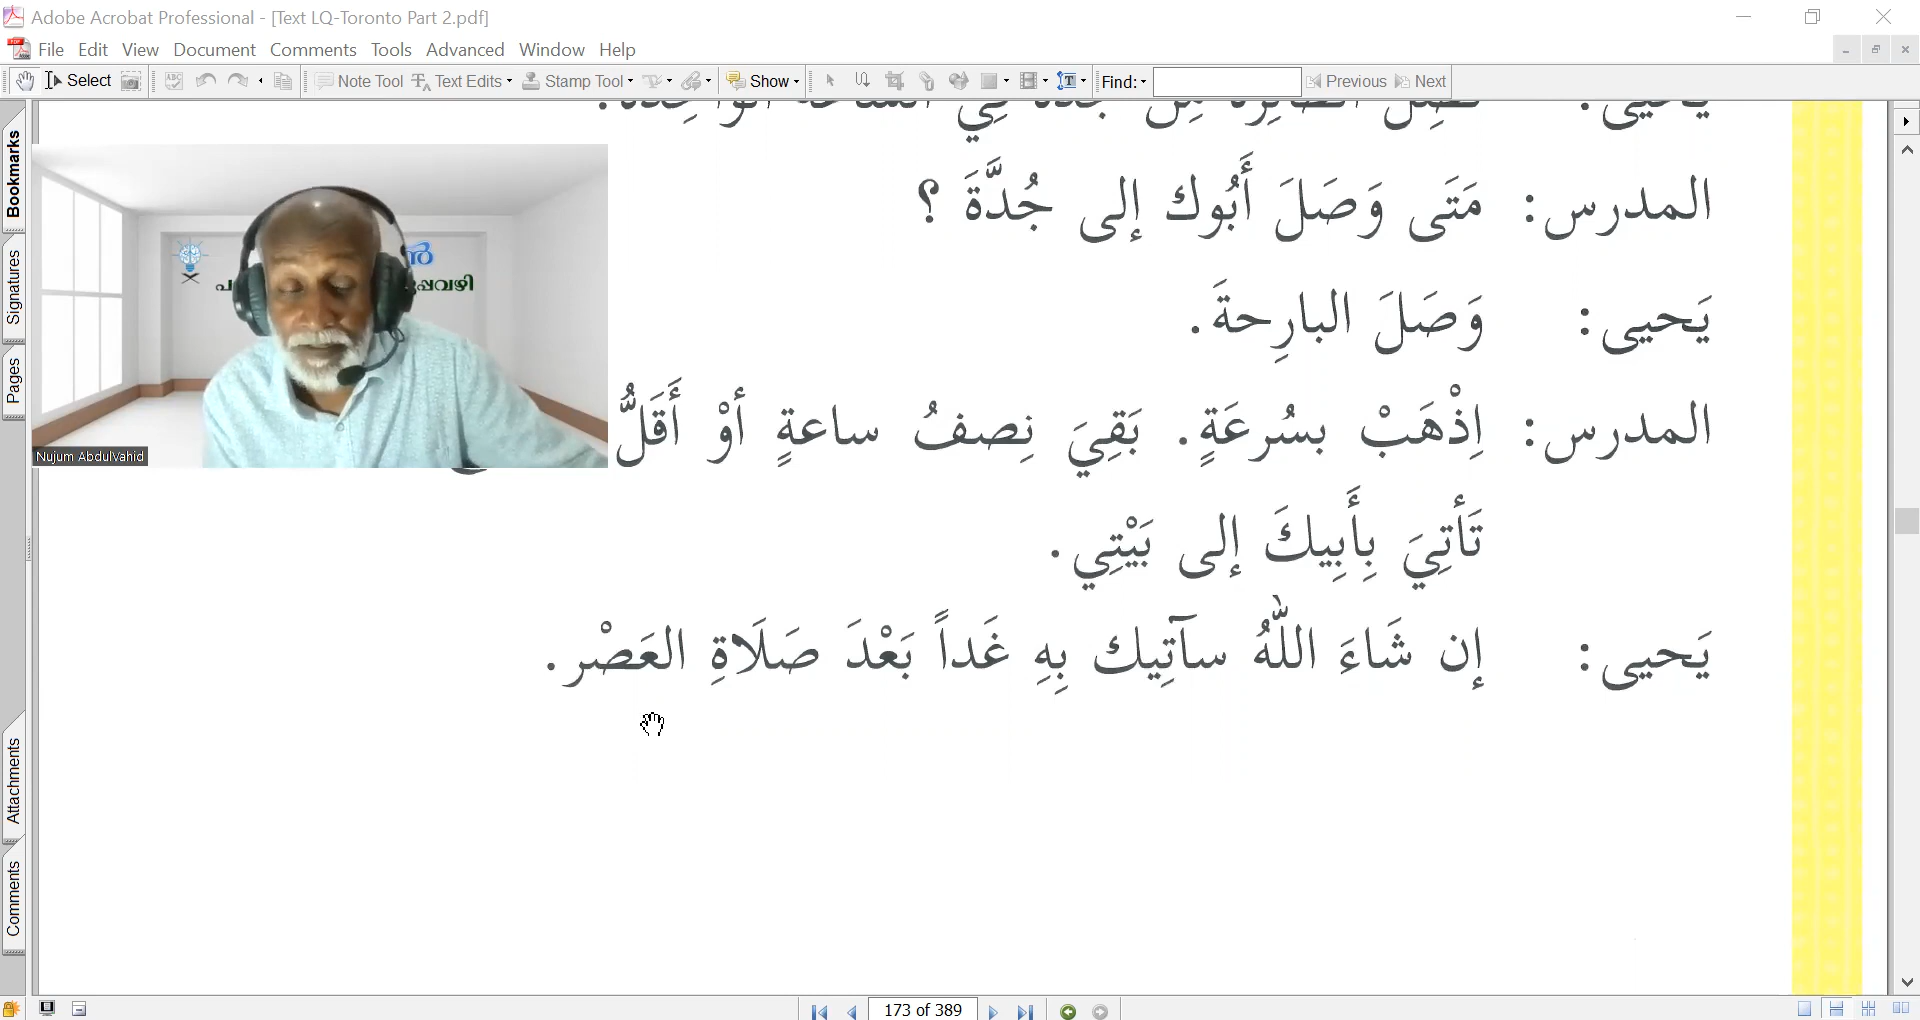 Adobe Acrobat Professional - [Text LQ-Toronto Part 2.pdf]
File Edit View Document Comments Tools Advanced Window Help
Select Note Tool Text Edits Stamp Tool Show Find: Previous Next
Bookmarks
Signatures
Pages
Attachments
Comments
المدرس: مَتَى وَصَلَ أَبُوك إلى جُدَّةَ ؟
يَحيى: وَصَلَ البارِحةَ.
المدرس: اِذْهَبْ بسُرعَةٍ. بَقِيَ نِصفُ ساعةٍ أوْ أَقَلُّ
تَأتِيَ بِأَبِيكَ إلى بَيْتِي.
يَحيى: إن شَاءَ اللّٰهُ سآتِيك بِهِ غَداً بَعْدَ صَلَاةِ العَصْر.
Nujum AbdulVahid
173 of 389